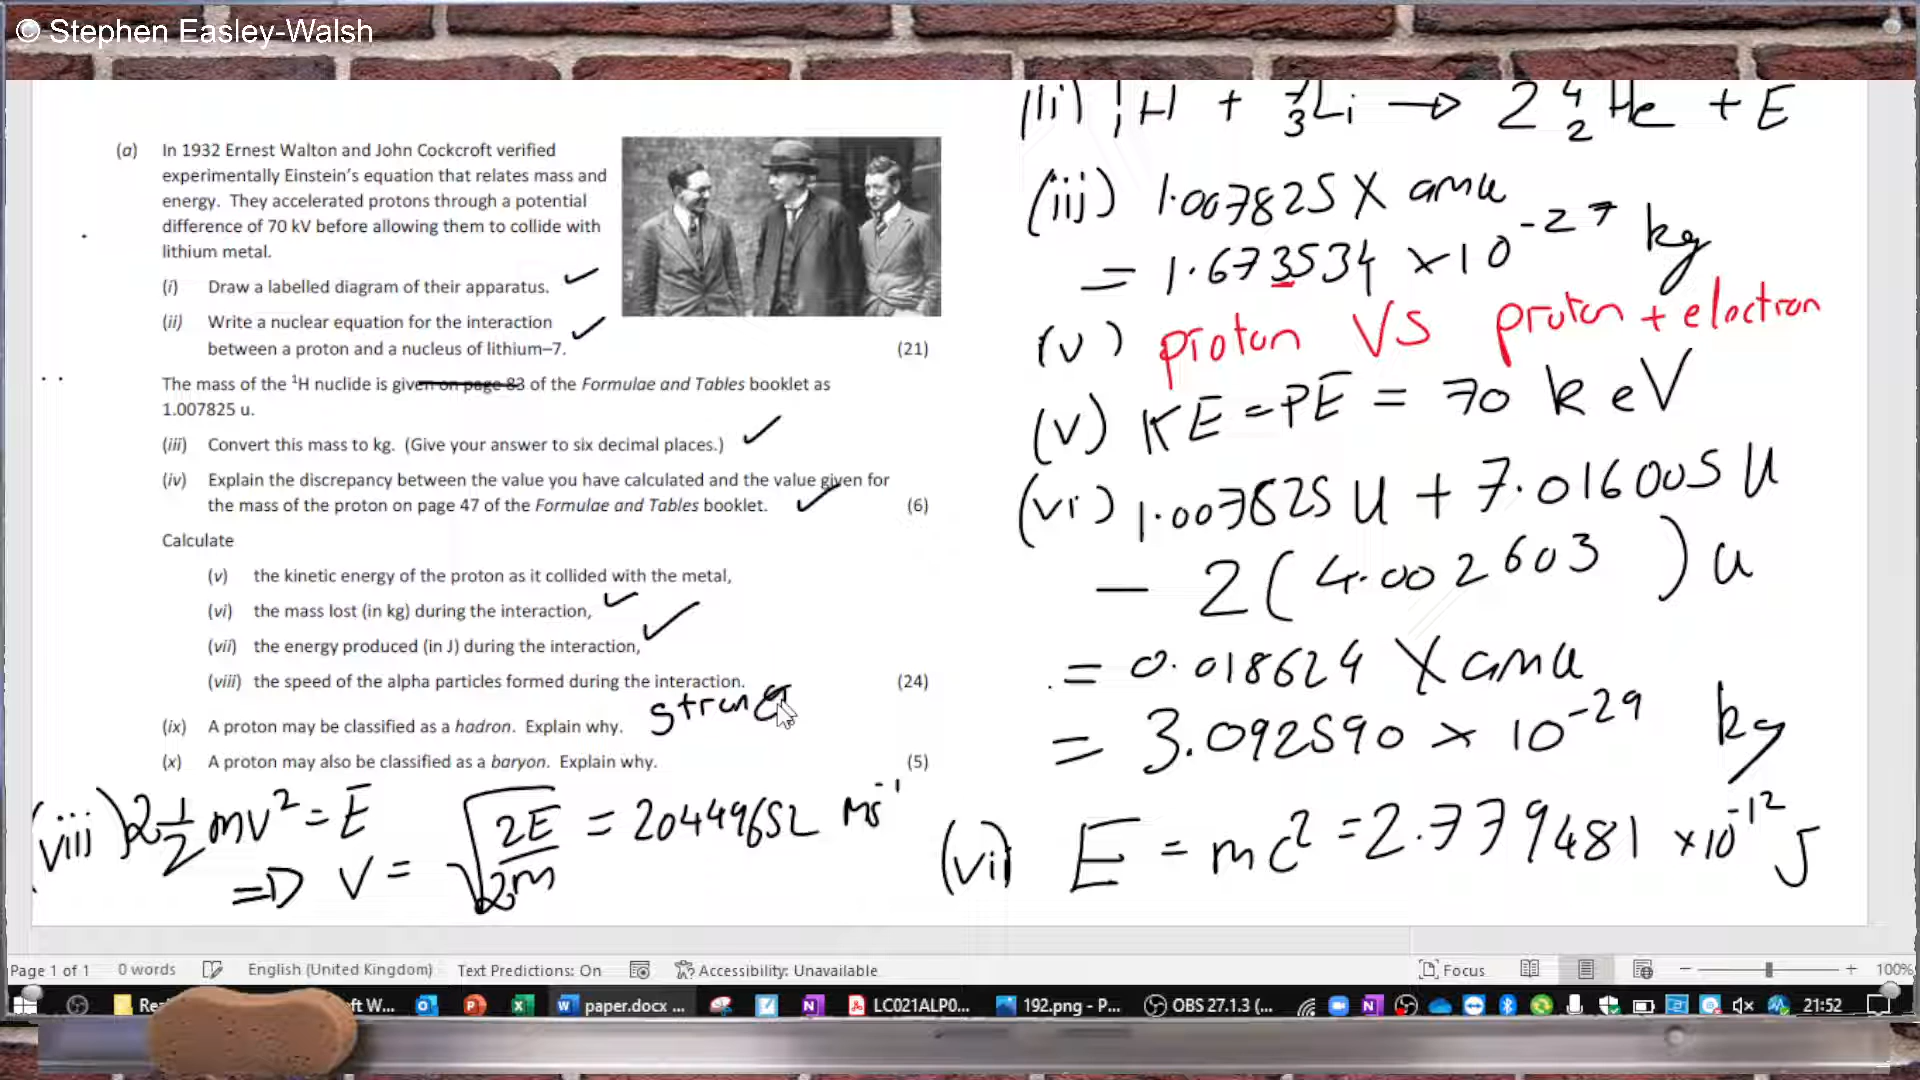 © Stephen Easley-Walsh
(a) In 1932 Ernest Walton and John Cockcroft verified
experimentally Einstein's equation that relates mass and
energy. They accelerated protons through a potential
difference of 70 kV before allowing them to collide with
lithium metal.
(i) Draw a labelled diagram of their apparatus.
(ii) Write a nuclear equation for the interaction
between a proton and a nucleus of lithium–7. (21)
The mass of the ¹H nuclide is given on page 83 of the Formulae and Tables booklet as
1.007825 u.
(iii) Convert this mass to kg. (Give your answer to six decimal places.)
(iv) Explain the discrepancy between the value you have calculated and the value given for
the mass of the proton on page 47 of the Formulae and Tables booklet. (6)
Calculate
(v) the kinetic energy of the proton as it collided with the metal,
(vi) the mass lost (in kg) during the interaction,
(vii) the energy produced (in J) during the interaction,
(viii) the speed of the alpha particles formed during the interaction. (24)
strong
(ix) A proton may be classified as a hadron. Explain why.
(x) A proton may also be classified as a baryon. Explain why. (5)
(viii) 2 ½ mv² = E
=> v = √(2E/2m) = 20449652 ms⁻¹
(ii) ¹₁H + ⁷₃Li → 2 ⁴₂He + E
(iii) 1.007825 X amu
= 1.673534 × 10⁻²⁷ kg
(v) proton VS proton + electron
(v) KE = PE = 70 k eV
(vi) 1.007825 U + 7.016005 U
− 2 ( 4.002603 ) u
= 0.018624 X amu
= 3.092590 × 10⁻²⁹ kg
(vii) E = mc² = 2.779481 × 10⁻¹² J
Page 1 of 1 0 words English (United Kingdom) Text Predictions: On Accessibility: Unavailable Focus 100%
Rea ft W... paper.docx ... LC021ALP0... 192.png - P... OBS 27.1.3 (... 21:52